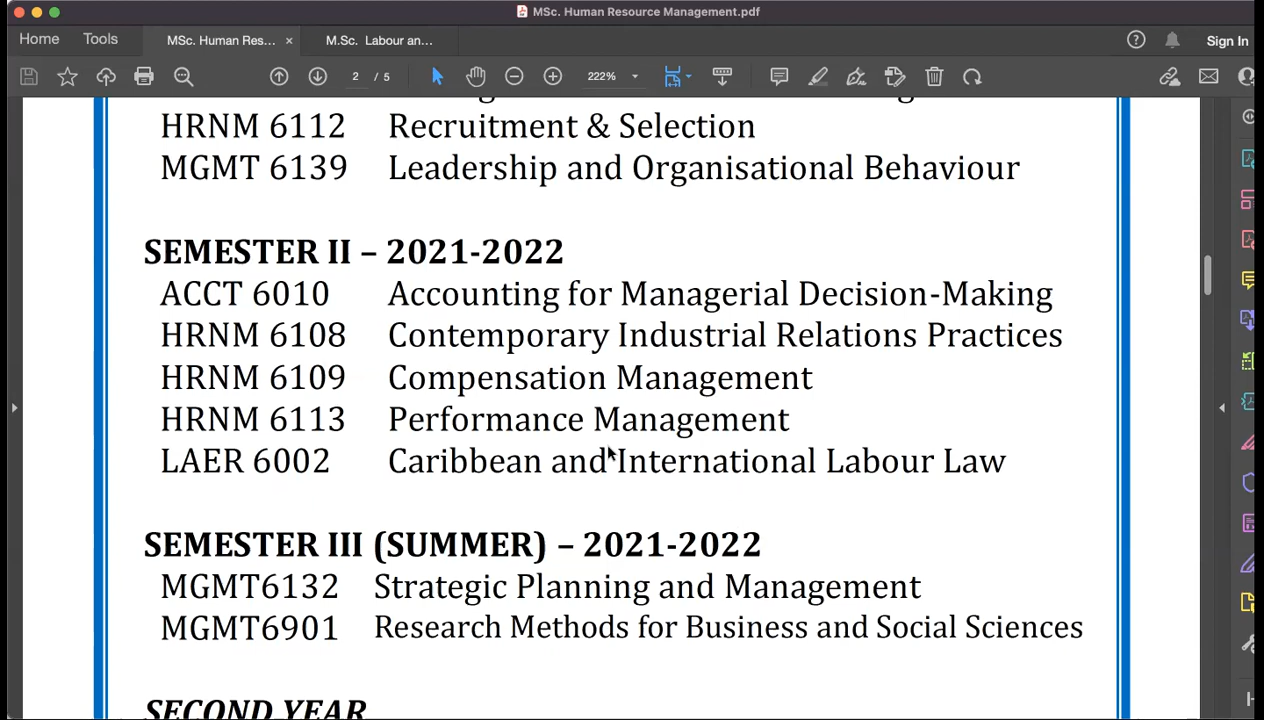 MSc. Human Resource Management.pdf
Home Tools MSc. Human Res... × M.Sc. Labour an... Sign In
2 / 5 222%
HRNM 6112 Recruitment & Selection
MGMT 6139 Leadership and Organisational Behaviour
SEMESTER II – 2021-2022
ACCT 6010 Accounting for Managerial Decision-Making
HRNM 6108 Contemporary Industrial Relations Practices
HRNM 6109 Compensation Management
HRNM 6113 Performance Management
LAER 6002 Caribbean and International Labour Law
SEMESTER III (SUMMER) – 2021-2022
MGMT6132 Strategic Planning and Management
MGMT6901 Research Methods for Business and Social Sciences
SECOND YEAR